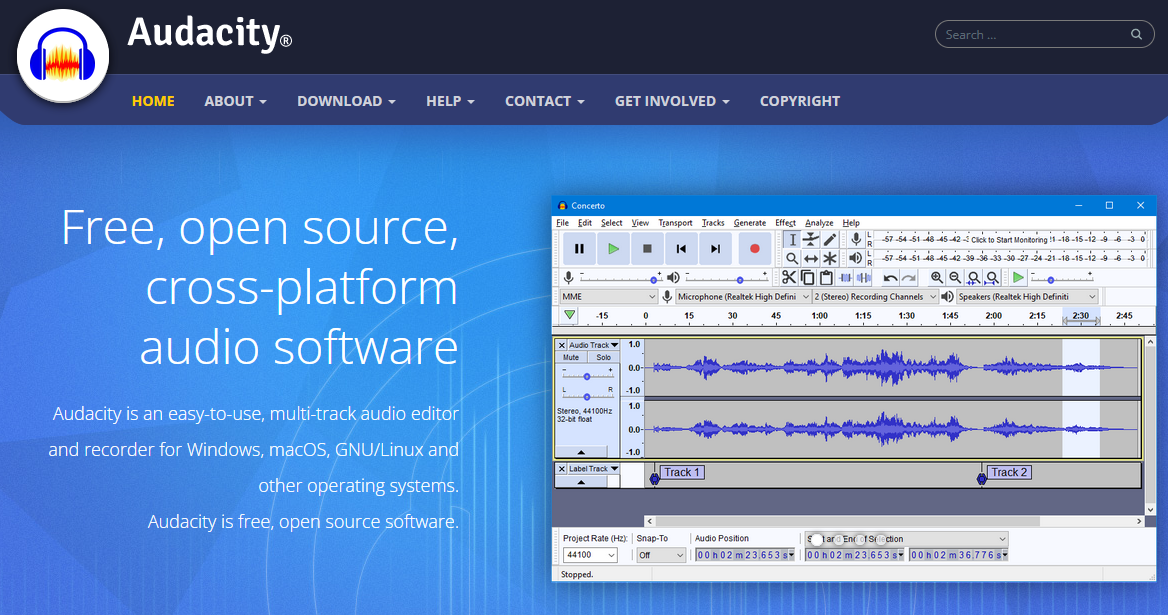 Audacity®
Search ...
HOME ABOUT DOWNLOAD HELP CONTACT GET INVOLVED COPYRIGHT
Free, open source,
cross-platform
audio software
Audacity is an easy-to-use, multi-track audio editor
and recorder for Windows, macOS, GNU/Linux and
other operating systems.
Audacity is free, open source software.
Concerto
File Edit Select View Transport Tracks Generate Effect Analyze Help
L
R
-57 -54 -51 -48 -45 -42 Click to Start Monitoring -18 -15 -12 -9 -6 -3 0
L
R
-57 -54 -51 -48 -45 -42 -39 -36 -33 -30 -27 -24 -21 -18 -15 -12 -9 -6 -3 0
MME Microphone (Realtek High Defini 2 (Stereo) Recording Channels Speakers (Realtek High Definiti
-15 0 15 30 45 1:00 1:15 1:30 1:45 2:00 2:15 2:30 2:45
X Audio Track
Mute Solo
- +
L R
Stereo, 44100Hz
32-bit float
1.0
0.0
-1.0
1.0
0.0
-1.0
X Label Track
Track 1 Track 2
Project Rate (Hz): Snap-To Audio Position and End of Selection
44100 Off 00 h 02 m 23.653 s 00 h 02 m 23.653 s 00 h 02 m 36.776 s
Stopped.